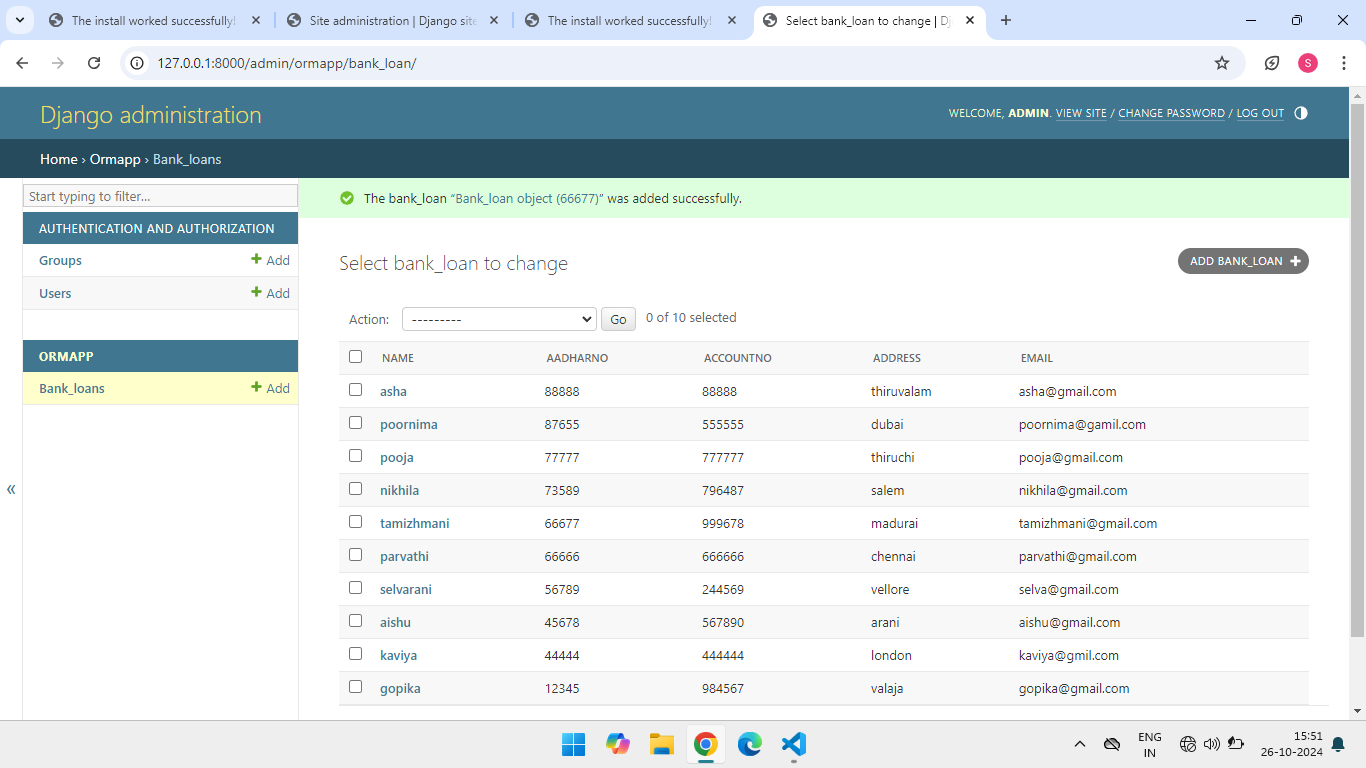 The install worked successfully!
Site administration | Django site
The install worked successfully!
Select bank_loan to change | Dj
127.0.0.1:8000/admin/ormapp/bank_loan/
S
Django administration
WELCOME, ADMIN. VIEW SITE / CHANGE PASSWORD / LOG OUT
Home › Ormapp › Bank_loans
Start typing to filter...
AUTHENTICATION AND AUTHORIZATION
Groups + Add
Users + Add
ORMAPP
Bank_loans + Add
«
The bank_loan “Bank_loan object (66677)” was added successfully.
Select bank_loan to change
ADD BANK_LOAN +
Action: --------- Go 0 of 10 selected
NAME AADHARNO ACCOUNTNO ADDRESS EMAIL
asha 88888 88888 thiruvalam asha@gmail.com
poornima 87655 555555 dubai poornima@gamil.com
pooja 77777 777777 thiruchi pooja@gmail.com
nikhila 73589 796487 salem nikhila@gmail.com
tamizhmani 66677 999678 madurai tamizhmani@gmail.com
parvathi 66666 666666 chennai parvathi@gmail.com
selvarani 56789 244569 vellore selva@gmail.com
aishu 45678 567890 arani aishu@gmail.com
kaviya 44444 444444 london kaviya@gmil.com
gopika 12345 984567 valaja gopika@gmail.com
ENG
IN
15:51
26-10-2024